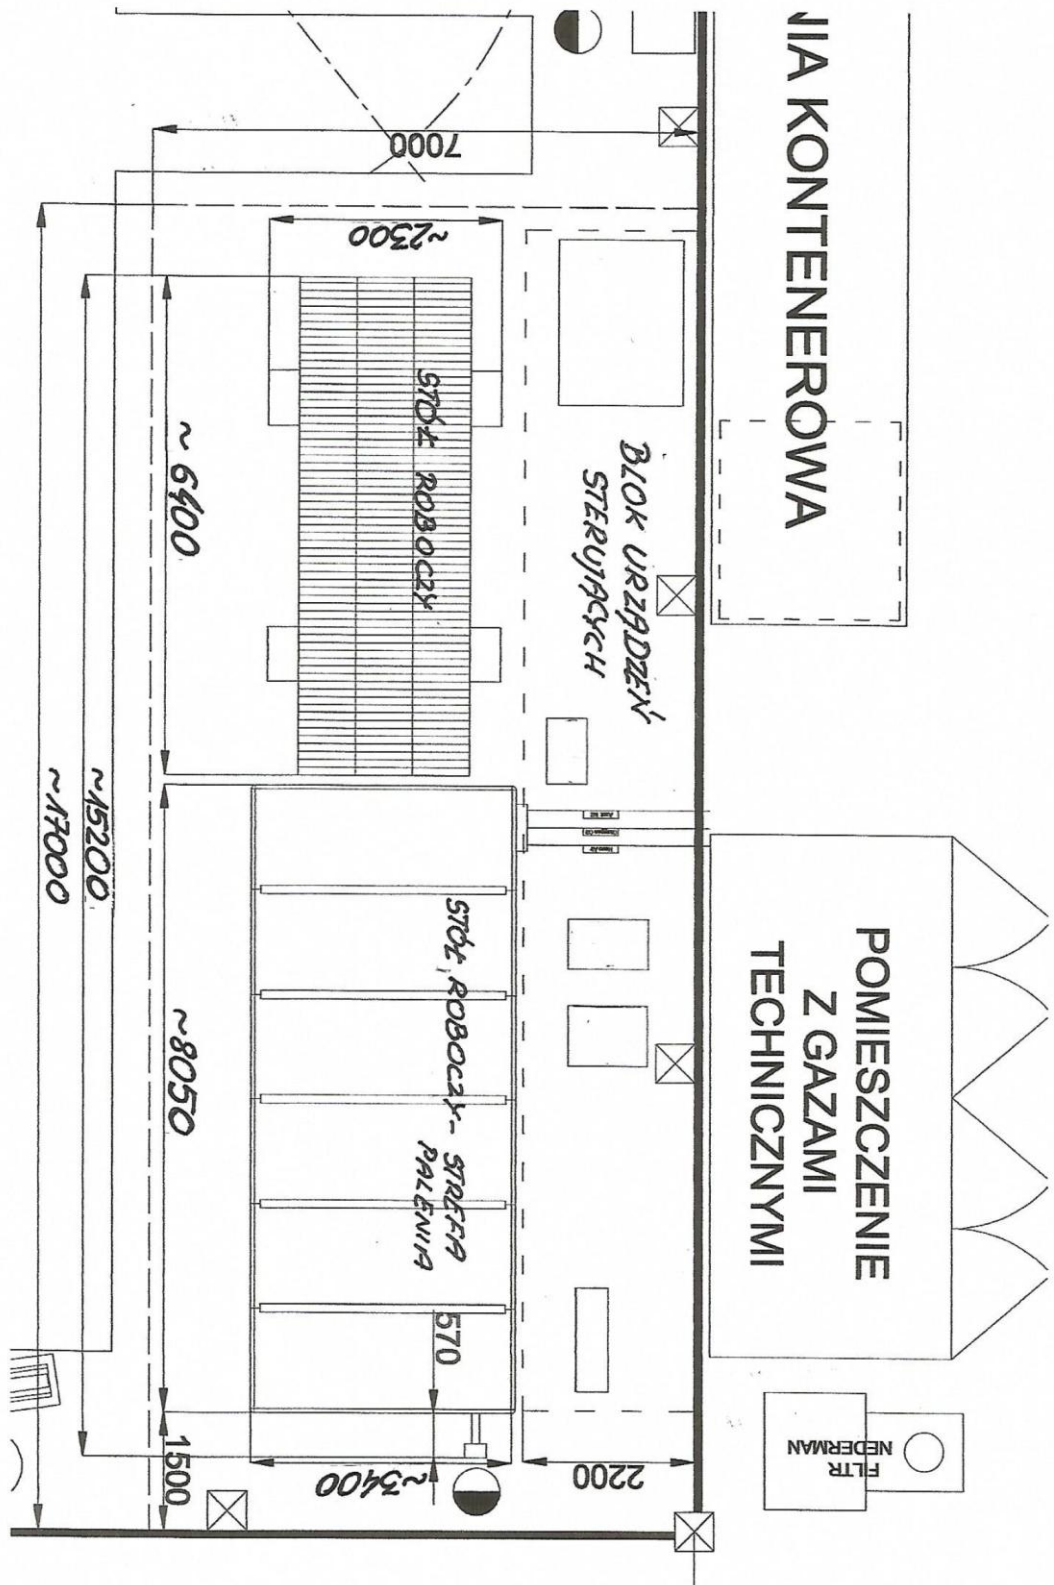 NIA KONTENEROWA
7000
~2300
BLOK URZĄDZEŃ
STERUJĄCYCH
STÓŁ ROBOCZY
~ 6400
~15200
~17000
POMIESZCZENIE
Z GAZAMI
TECHNICZNYMI
STÓŁ ROBOCZY - STREFA
PALENIA
~8050
570
1500
~3400
2200
FILTR
NEDERMAN